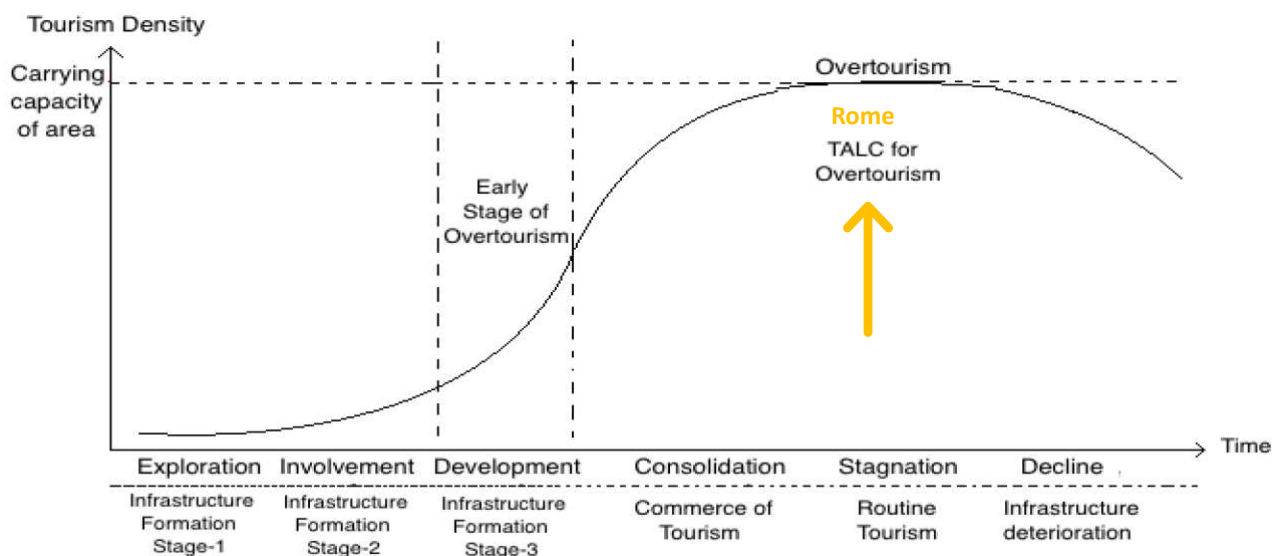 Tourism Density
Carrying
capacity
of area
Overtourism
Rome
TALC for
Overtourism
Early
Stage of
Overtourism
Time
Exploration
Involvement
Development
Consolidation
Stagnation
Decline
Infrastructure
Formation
Stage-1
Infrastructure
Formation
Stage-2
Infrastructure
Formation
Stage-3
Commerce of
Tourism
Routine
Tourism
Infrastructure
deterioration